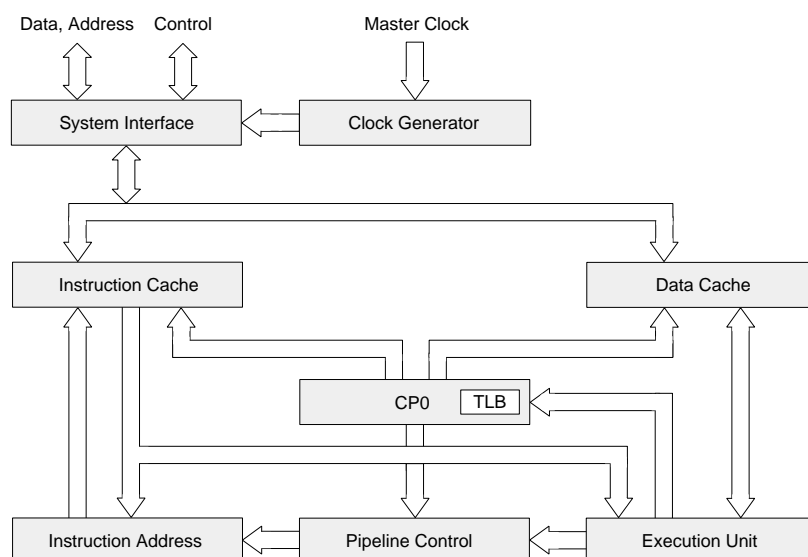 Data, Address
Control
Master Clock
System Interface
Clock Generator
Instruction Cache
Data Cache
CP0
TLB
Instruction Address
Pipeline Control
Execution Unit